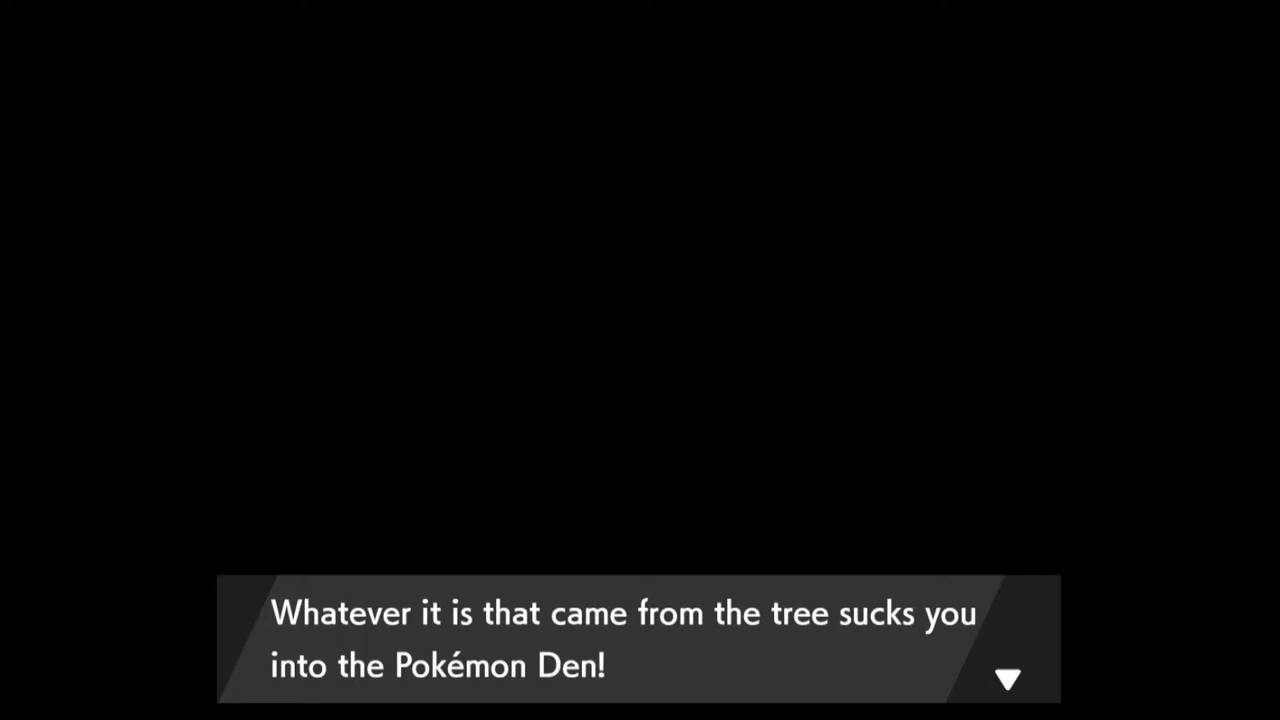 Whatever it is that came from the tree sucks you
into the Pokémon Den!